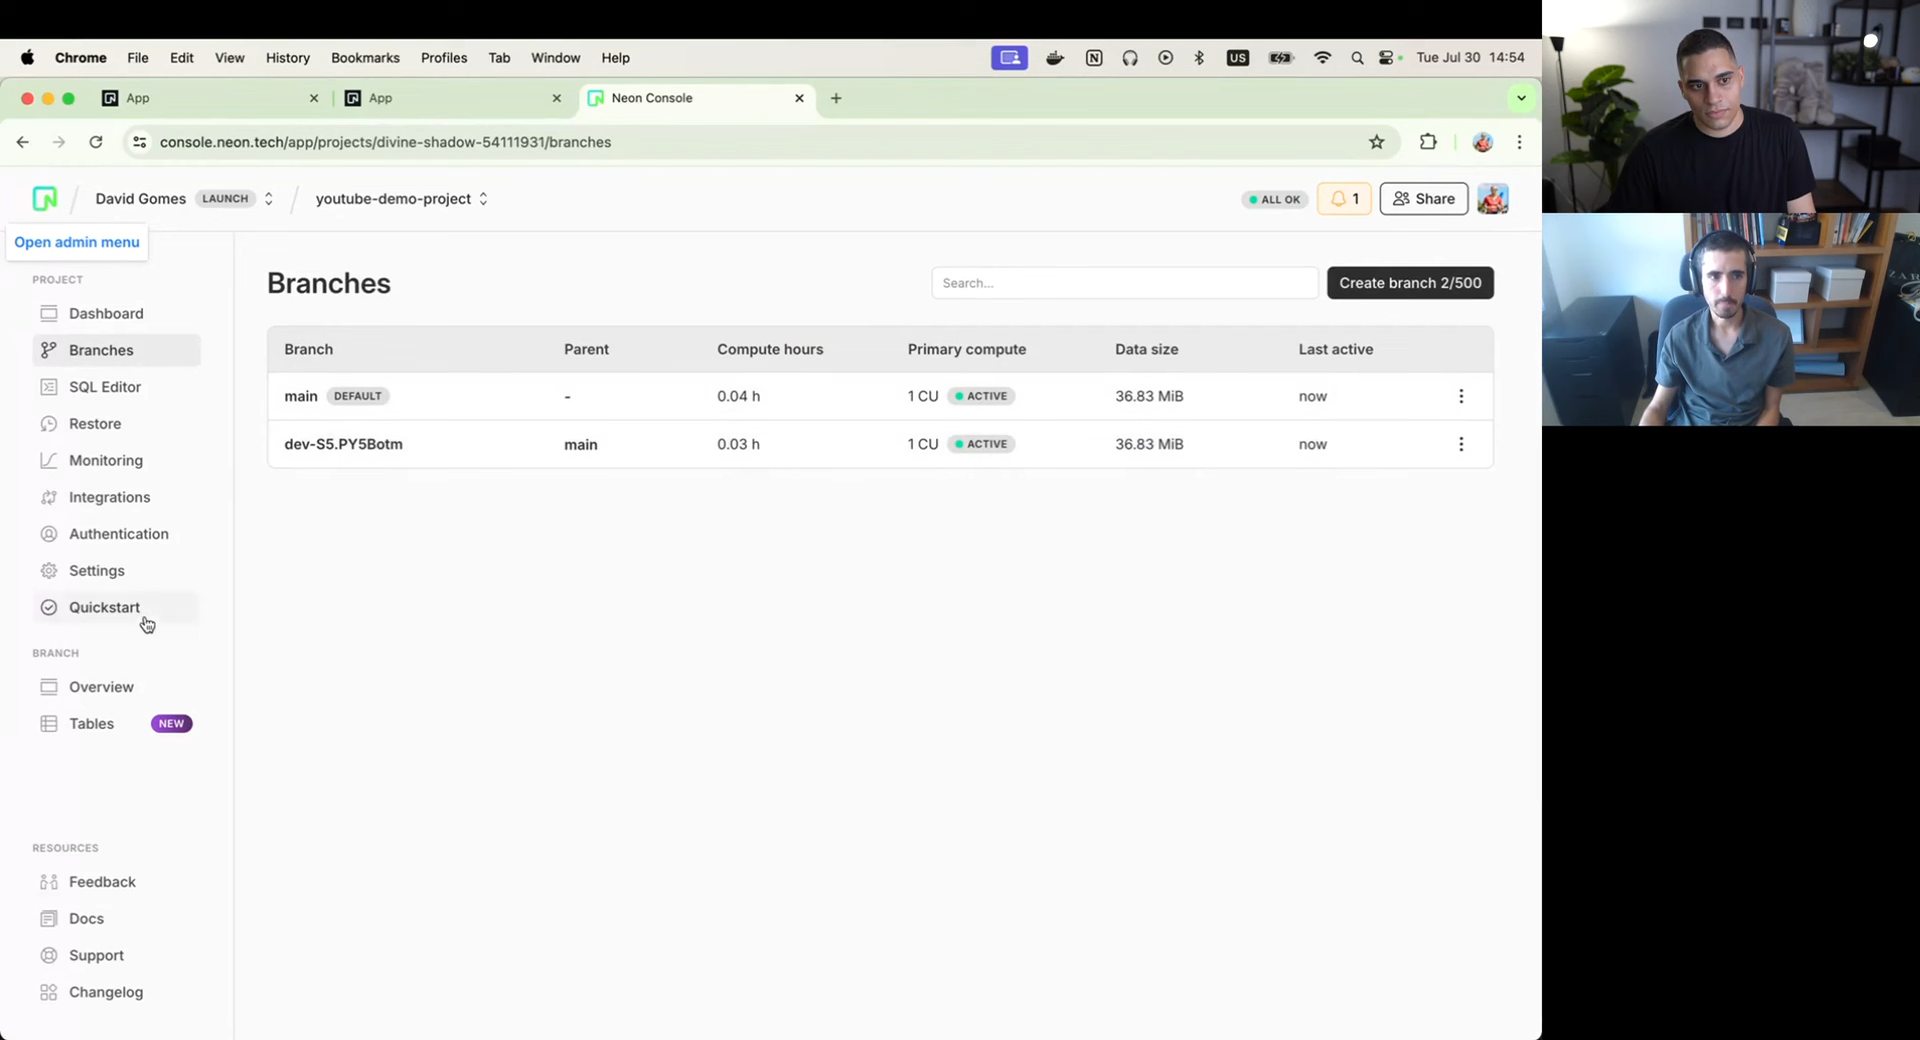 Chrome File Edit View History Bookmarks Profiles Tab Window Help US Tue Jul 30 14:54
App App Neon Console
console.neon.tech/app/projects/divine-shadow-54111931/branches
David Gomes LAUNCH youtube-demo-project ALL OK 1 Share
Open admin menu
PROJECT
Dashboard
Branches
SQL Editor
Restore
Monitoring
Integrations
Authentication
Settings
Quickstart
BRANCH
Overview
Tables NEW
RESOURCES
Feedback
Docs
Support
Changelog
Branches Search... Create branch 2/500
Branch Parent Compute hours Primary compute Data size Last active
main DEFAULT - 0.04 h 1 CU ACTIVE 36.83 MiB now
dev-S5.PY5Botm main 0.03 h 1 CU ACTIVE 36.83 MiB now